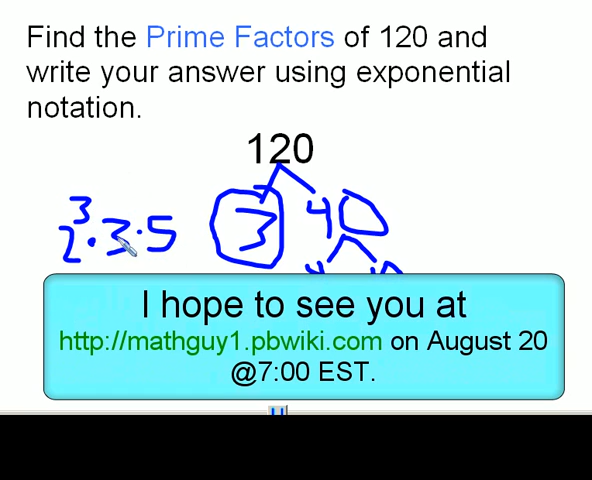 Find the Prime Factors of 120 and
write your answer using exponential
notation.
120
3 40
2³·3·5
I hope to see you at
http://mathguy1.pbwiki.com on August 20
@7:00 EST.